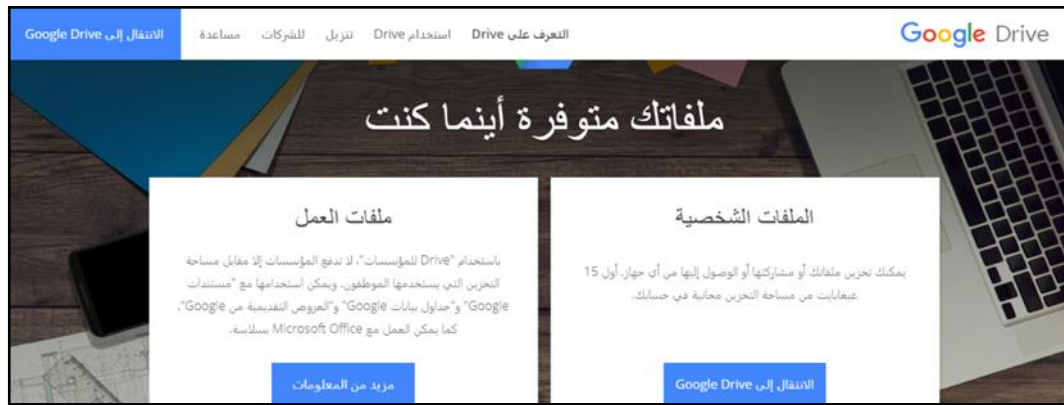 Google Drive
التعرف على Drive استخدام Drive تنزيل للشركات مساعدة الانتقال إلى Google Drive
ملفاتك متوفرة أينما كنت
الملفات الشخصية
يمكنك تخزين ملفاتك أو مشاركتها أو الوصول إليها من أي جهاز. أول 15
غيغابايت من مساحة التخزين مجانية في حسابك.
الانتقال إلى Google Drive
ملفات العمل
باستخدام "Drive للمؤسسات"، لا تدفع المؤسسات إلا مقابل مساحة
التخزين التي يستخدمها الموظفون. ويمكن استخدامها مع "مستندات
Google" و"جداول بيانات Google" و"العروض التقديمية من Google"،
كما يمكن العمل مع Microsoft Office بسلاسة.
مزيد من المعلومات